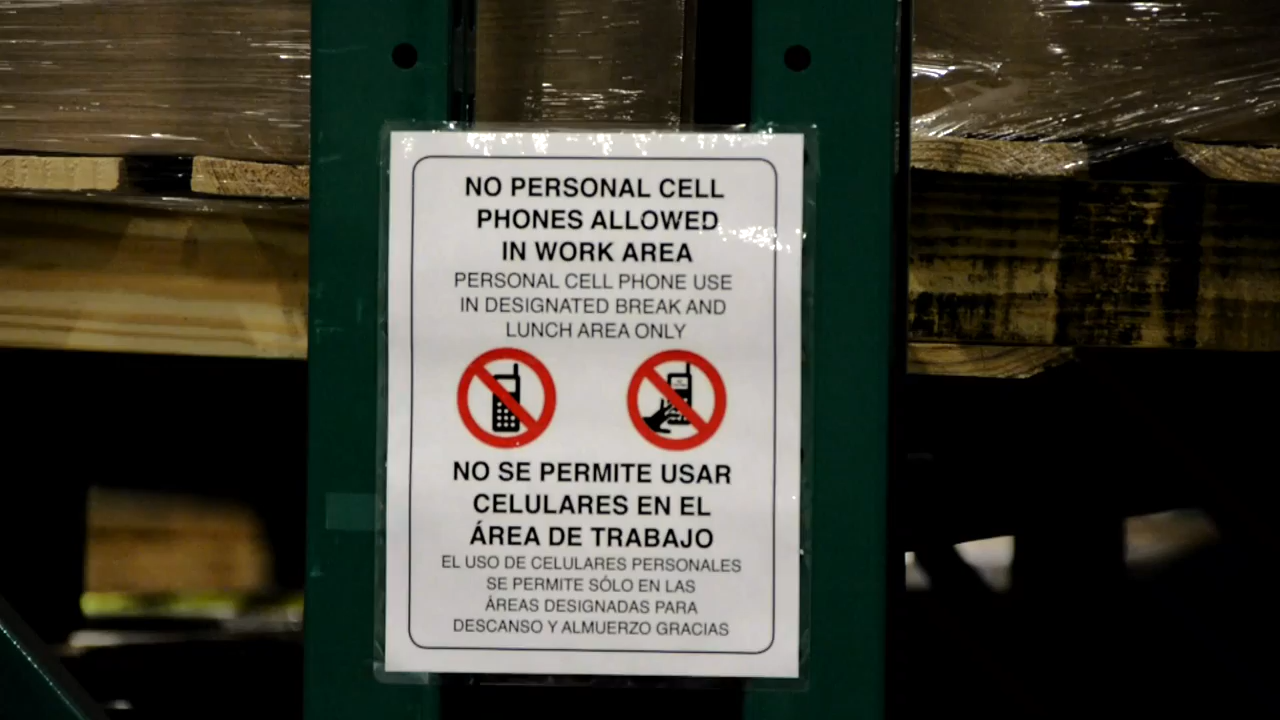 NO PERSONAL CELL
PHONES ALLOWED
IN WORK AREA
PERSONAL CELL PHONE USE
IN DESIGNATED BREAK AND
LUNCH AREA ONLY
NO SE PERMITE USAR
CELULARES EN EL
ÁREA DE TRABAJO
EL USO DE CELULARES PERSONALES
SE PERMITE SÓLO EN LAS
ÁREAS DESIGNADAS PARA
DESCANSO Y ALMUERZO GRACIAS